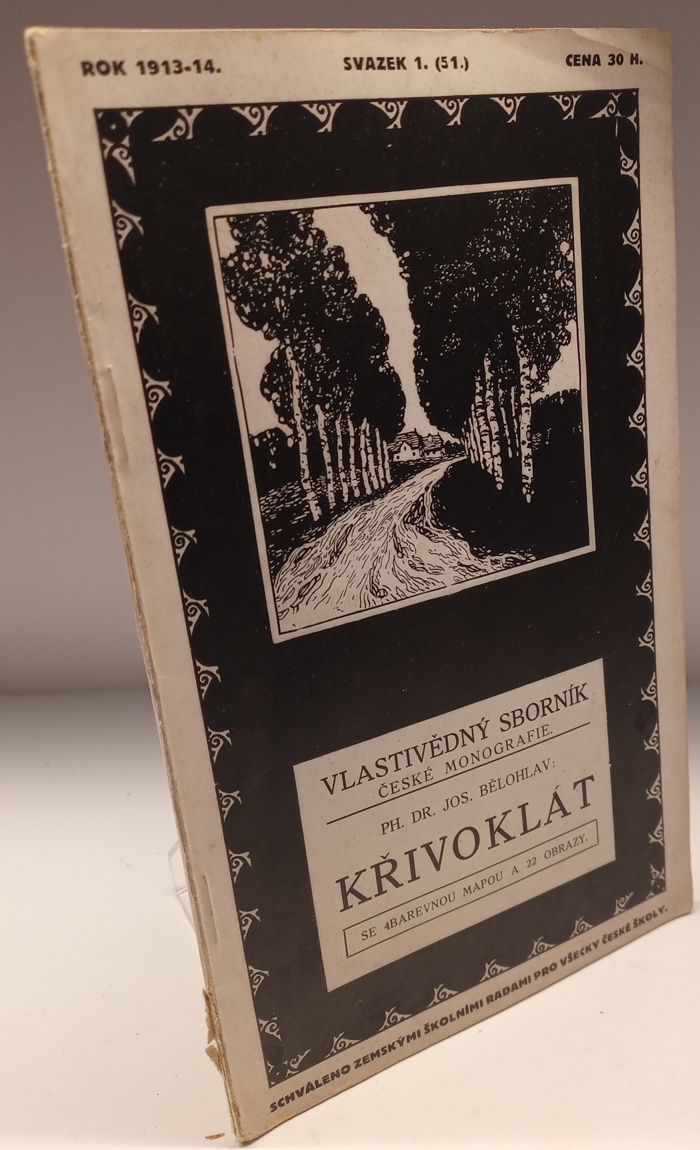 ROK 1913-14. SVAZEK 1. (51.) CENA 30 H.
VLASTIVĚDNÝ SBORNÍK
ČESKÉ MONOGRAFIE.
PH. DR. JOS. BĚLOHLAV:
KŘIVOKLÁT
SE 4BAREVNOU MAPOU A 22 OBRAZY.
SCHVÁLENO ZEMSKÝMI ŠKOLNÍMI RADAMI PRO VŠECKY ČESKÉ ŠKOLY.